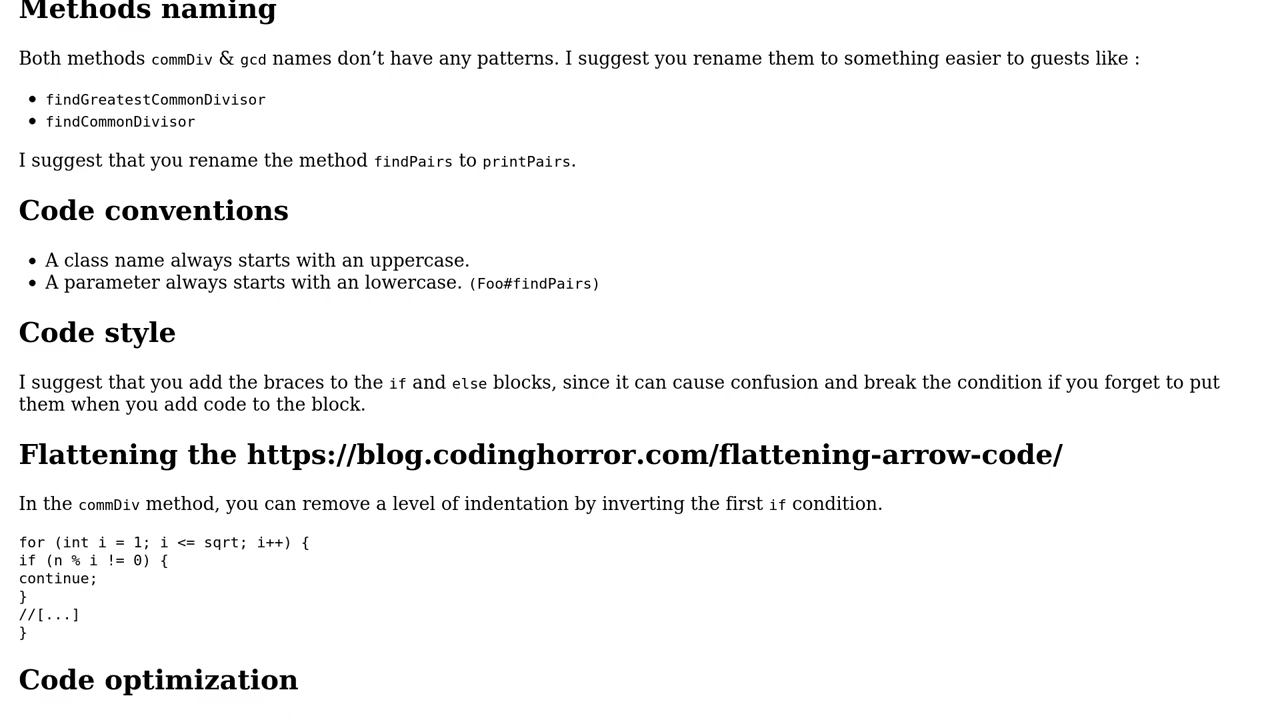 Methods naming
Both methods commDiv & gcd names don’t have any patterns. I suggest you rename them to something easier to guests like :
• findGreatestCommonDivisor
• findCommonDivisor
I suggest that you rename the method findPairs to printPairs.
Code conventions
• A class name always starts with an uppercase.
• A parameter always starts with an lowercase. (Foo#findPairs)
Code style
I suggest that you add the braces to the if and else blocks, since it can cause confusion and break the condition if you forget to put
them when you add code to the block.
Flattening the https://blog.codinghorror.com/flattening-arrow-code/
In the commDiv method, you can remove a level of indentation by inverting the first if condition.
for (int i = 1; i <= sqrt; i++) {
if (n % i != 0) {
continue;
}
//[...]
}
Code optimization